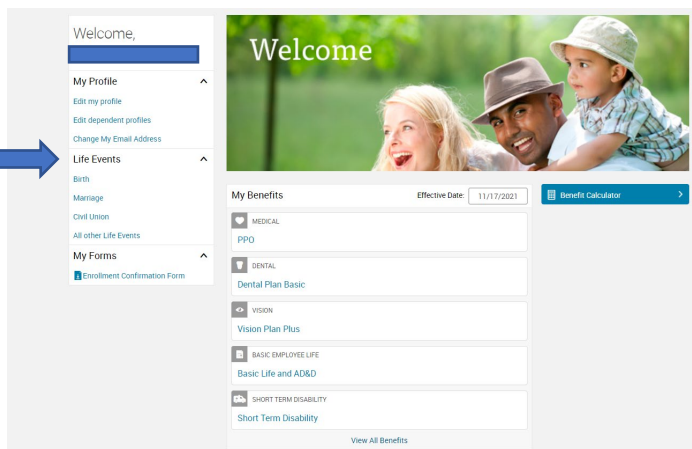 Welcome,
My Profile
Edit my profile
Edit dependent profiles
Change My Email Address
Life Events
Birth
Marriage
Civil Union
All other Life Events
My Forms
Enrollment Confirmation Form
Welcome
My Benefits Effective Date: 11/17/2021
MEDICAL
PPO
DENTAL
Dental Plan Basic
VISION
Vision Plan Plus
BASIC EMPLOYEE LIFE
Basic Life and AD&D
SHORT TERM DISABILITY
Short Term Disability
View All Benefits
Benefit Calculator